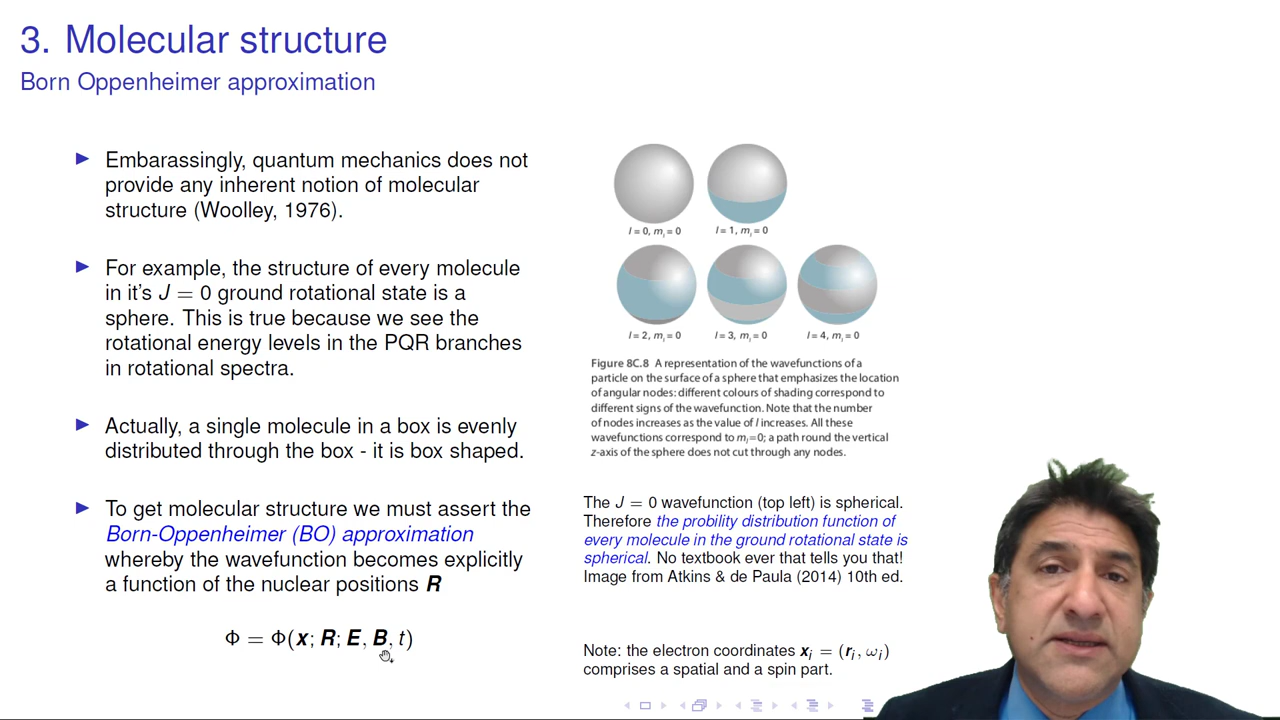 3. Molecular structure
Born Oppenheimer approximation
► Embarassingly, quantum mechanics does not
provide any inherent notion of molecular
structure (Woolley, 1976).
► For example, the structure of every molecule
in it's J = 0 ground rotational state is a
sphere. This is true because we see the
rotational energy levels in the PQR branches
in rotational spectra.
► Actually, a single molecule in a box is evenly
distributed through the box - it is box shaped.
► To get molecular structure we must assert the
Born-Oppenheimer (BO) approximation
whereby the wavefunction becomes explicitly
a function of the nuclear positions R
Φ = Φ(x; R; E, B, t)
l = 0, mₗ = 0
l = 1, mₗ = 0
l = 2, mₗ = 0
l = 3, mₗ = 0
l = 4, mₗ = 0
Figure 8C.8 A representation of the wavefunctions of a
particle on the surface of a sphere that emphasizes the location
of angular nodes: different colours of shading correspond to
different signs of the wavefunction. Note that the number
of nodes increases as the value of l increases. All these
wavefunctions correspond to mₗ=0; a path round the vertical
z-axis of the sphere does not cut through any nodes.
The J = 0 wavefunction (top left) is spherical.
Therefore the probility distribution function of
every molecule in the ground rotational state is
spherical. No textbook ever that tells you that!
Image from Atkins & de Paula (2014) 10th ed.
Note: the electron coordinates xᵢ = (rᵢ, ωᵢ)
comprises a spatial and a spin part.